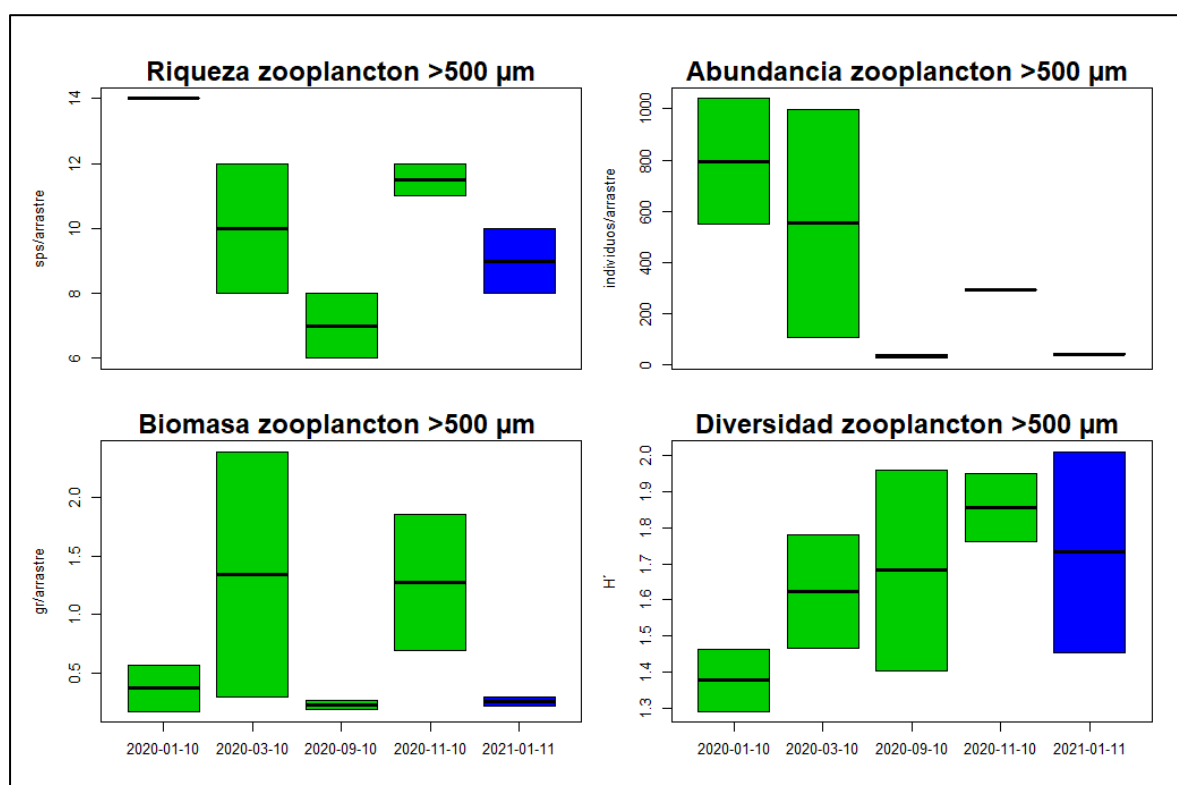 Riqueza zooplancton >500 µm
sps/arrastre
14
12
10
8
6
Abundancia zooplancton >500 µm
individuos/arrastre
1000
800
600
400
200
0
Biomasa zooplancton >500 µm
gr/arrastre
2.0
1.5
1.0
0.5
2020-01-10 2020-03-10 2020-09-10 2020-11-10 2021-01-11
Diversidad zooplancton >500 µm
H´
2.0
1.9
1.8
1.7
1.6
1.5
1.4
1.3
2020-01-10 2020-03-10 2020-09-10 2020-11-10 2021-01-11